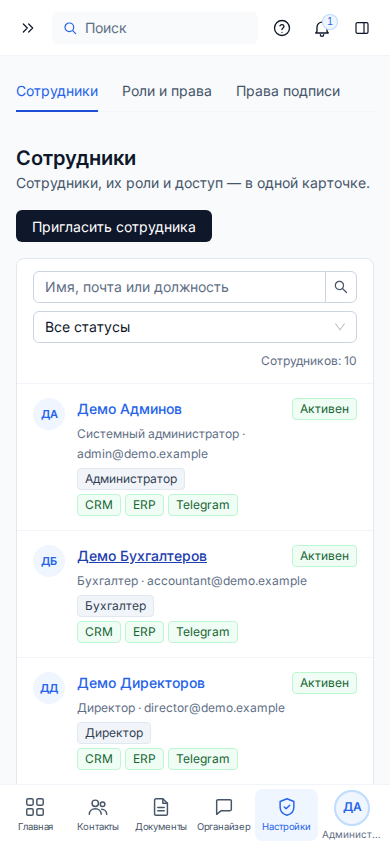 Поиск
1
Сотрудники
Роли и права
Права подписи
Сотрудники
Сотрудники, их роли и доступ — в одной карточке.
Пригласить сотрудника
Имя, почта или должность
Все статусы
Сотрудников: 10
ДА
Демо Админов
Активен
Системный администратор ·
admin@demo.example
Администратор
CRM
ERP
Telegram
ДБ
Демо Бухгалтеров
Активен
Бухгалтер · accountant@demo.example
Бухгалтер
CRM
ERP
Telegram
ДД
Демо Директоров
Активен
Директор · director@demo.example
Директор
CRM
ERP
Telegram
Главная
Контакты
Документы
Органайзер
Настройки
ДА
Админист...